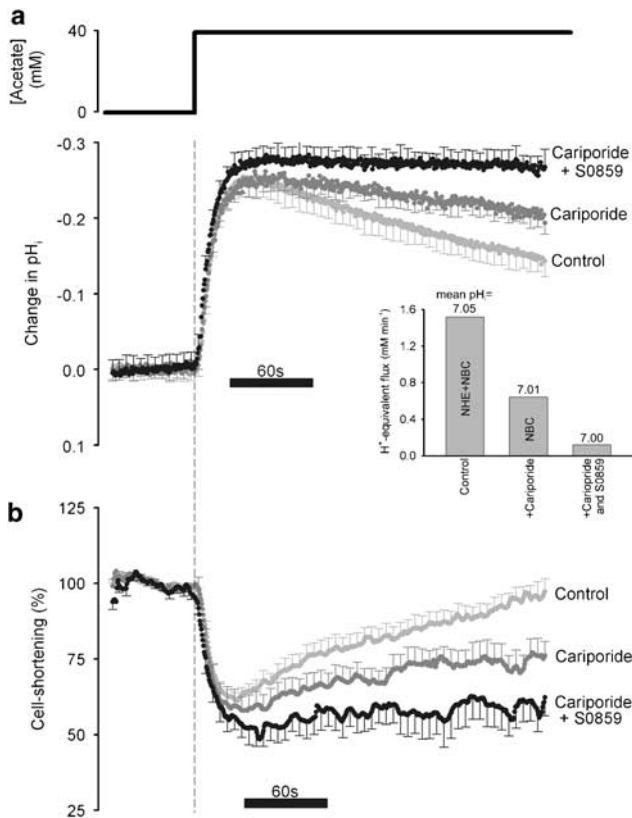 a
[Acetate]
(mM)
40
0
Change in pHi
-0.3
-0.2
-0.1
0.0
0.1
Cariporide
+ S0859
Cariporide
Control
60s
mean pHi=
H+-equivalent flux (mM min-1)
1.6
1.2
0.8
0.4
0.0
7.05
7.01
7.00
NHE+NBC
NBC
Control
+Cariporide
+Cariopride
and S0859
b
Cell-shortening (%)
125
100
75
50
25
Control
Cariporide
Cariporide
+ S0859
60s